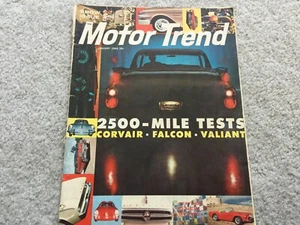 Motor Trend
2500-MILE TESTS
CORVAIR · FALCON · VALIANT